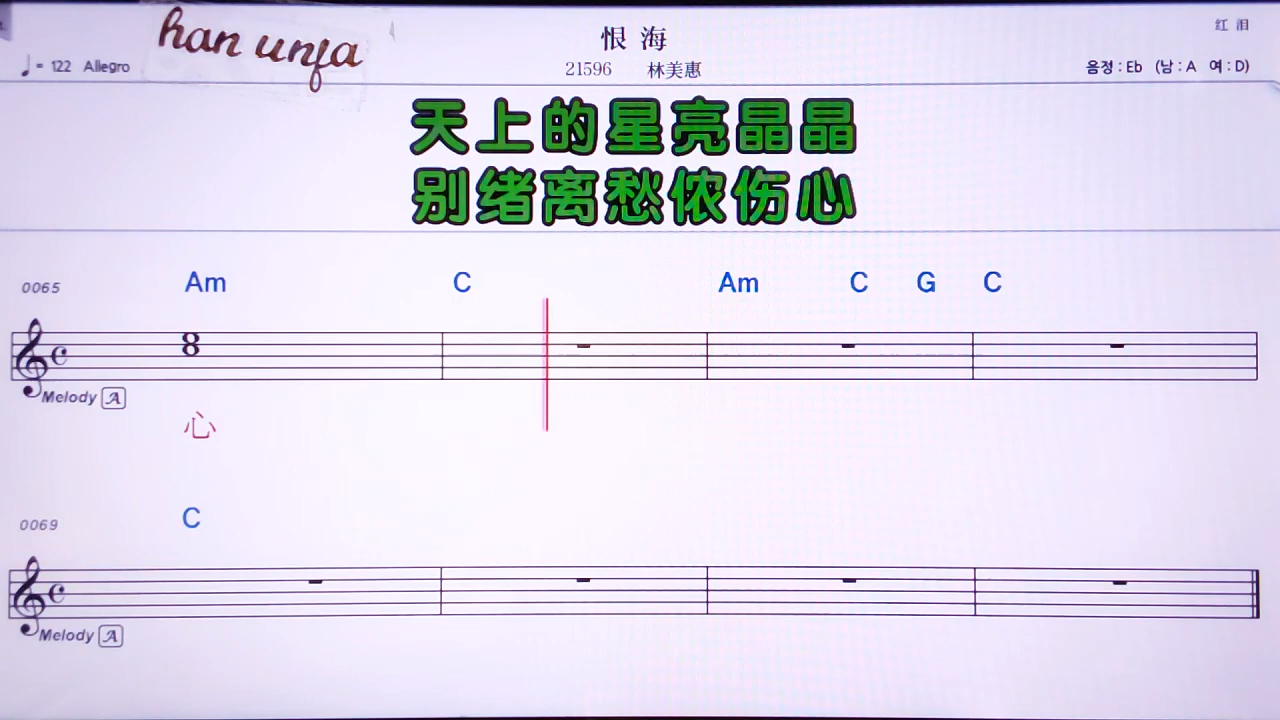 han unfa
恨 海
红 泪
♩ = 122 Allegro
21596 林美惠
음정 : Eb (남 : A 여 : D)
天上的星亮晶晶
别绪离愁侬伤心
0065 Am C Am C G C
8
Melody A
心
0069 C
Melody A